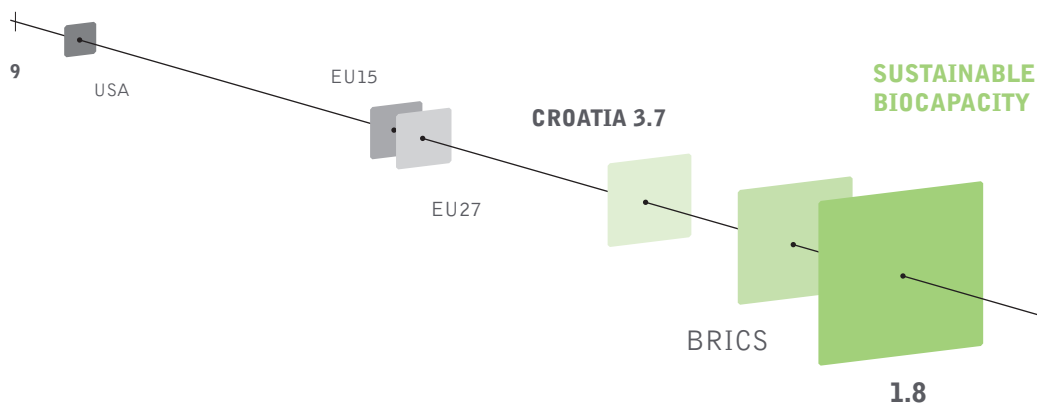 9
USA
EU15
EU27
CROATIA 3.7
BRICS
SUSTAINABLE
BIOCAPACITY
1.8